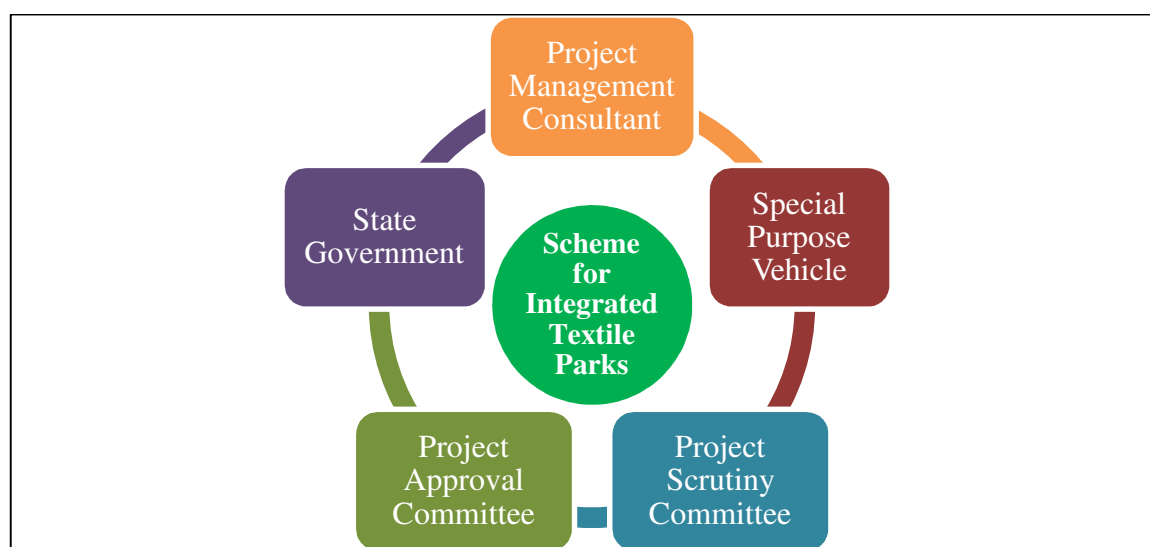 Project
Management
Consultant
Special
Purpose
Vehicle
Project
Scrutiny
Committee
Project
Approval
Committee
State
Government
Scheme
for
Integrated
Textile
Parks